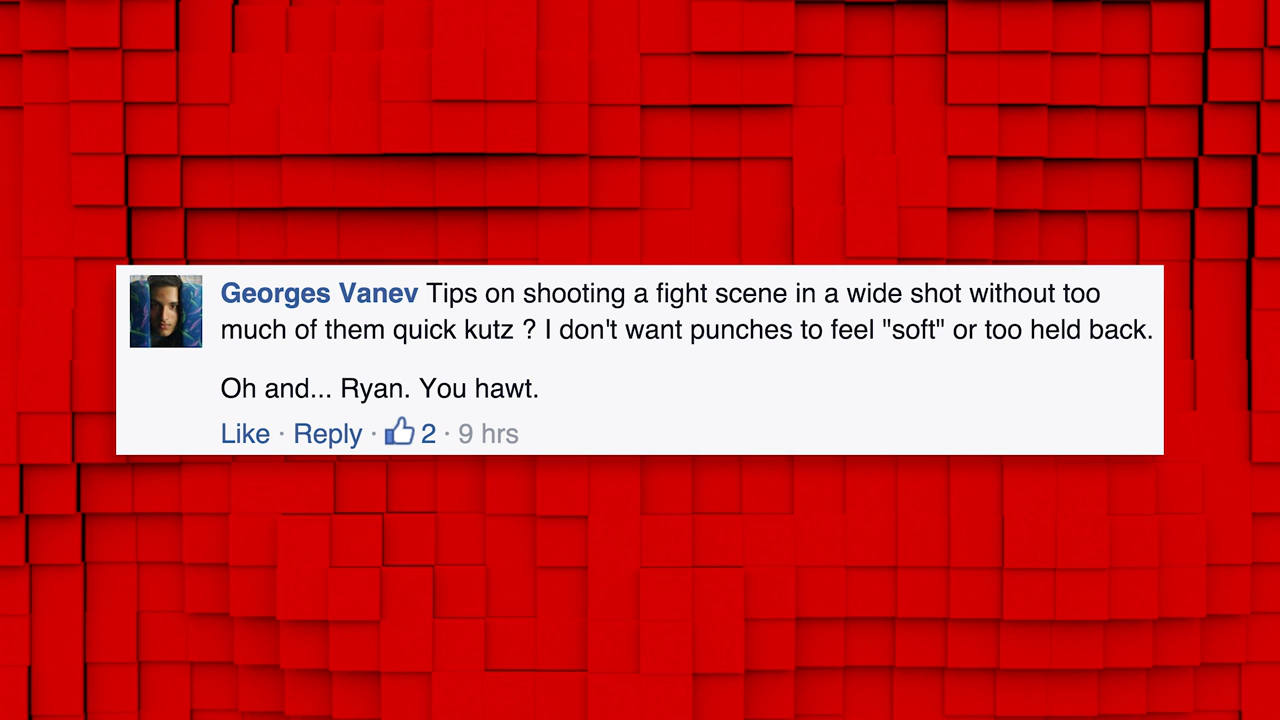 Georges Vanev Tips on shooting a fight scene in a wide shot without too
much of them quick kutz ? I don't want punches to feel "soft" or too held back.
Oh and... Ryan. You hawt.
Like · Reply · 2 · 9 hrs